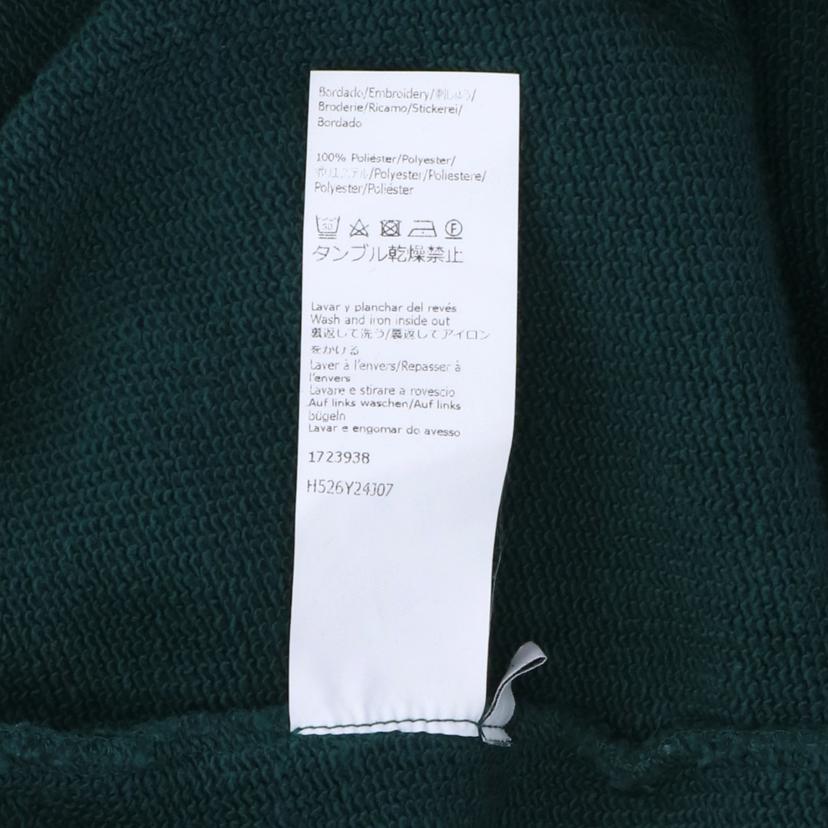 Bordado/Embroidery/刺しゅう/
Broderie/Ricamo/Stickerei/
Bordado
100% Poliéster/Polyester/
ポリエステル/Polyester/Poliestere/
Polyester/Poliéster
30
F
タンブル乾燥禁止
Lavar y planchar del revés
Wash and iron inside out
裏返して洗う/裏返してアイロン
をかける
Laver à l'envers/Repasser à
l'envers
Lavare e stirare a rovescio
Auf links waschen/Auf links
bügeln
Lavar e engomar do avesso
1723938
H526Y24J07